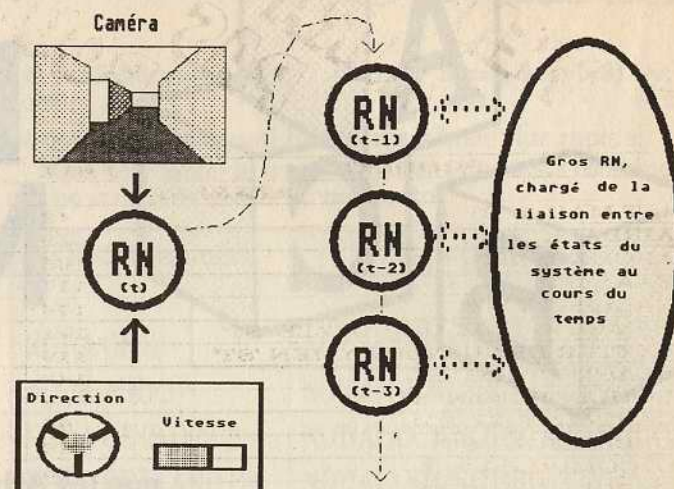 Caméra
RN
(t)
Direction
Vitesse
RN
(t-1)
RN
(t-2)
RN
(t-3)
Gros RN,
chargé de la
liaison entre
les états du
système au
cours du
temps